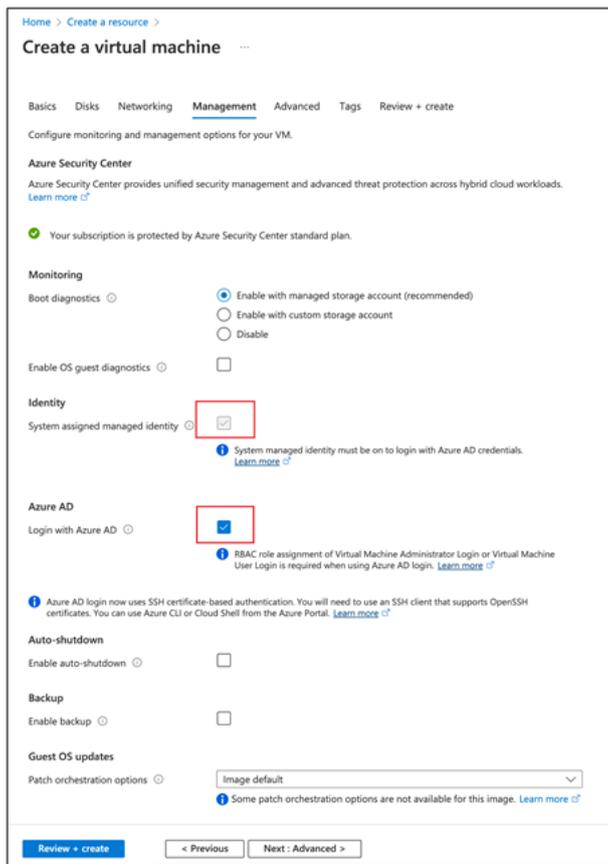 Home > Create a resource >
Create a virtual machine ...
Basics Disks Networking Management Advanced Tags Review + create
Configure monitoring and management options for your VM.
Azure Security Center
Azure Security Center provides unified security management and advanced threat protection across hybrid cloud workloads.
Learn more
Your subscription is protected by Azure Security Center standard plan.
Monitoring
Boot diagnostics
Enable with managed storage account (recommended)
Enable with custom storage account
Disable
Enable OS guest diagnostics
Identity
System assigned managed identity
System managed identity must be on to login with Azure AD credentials.
Learn more
Azure AD
Login with Azure AD
RBAC role assignment of Virtual Machine Administrator Login or Virtual Machine
User Login is required when using Azure AD login. Learn more
Azure AD login now uses SSH certificate-based authentication. You will need to use an SSH client that supports OpenSSH
certificates. You can use Azure CLI or Cloud Shell from the Azure Portal. Learn more
Auto-shutdown
Enable auto-shutdown
Backup
Enable backup
Guest OS updates
Patch orchestration options
Image default
Some patch orchestration options are not available for this image. Learn more
Review + create < Previous Next : Advanced >